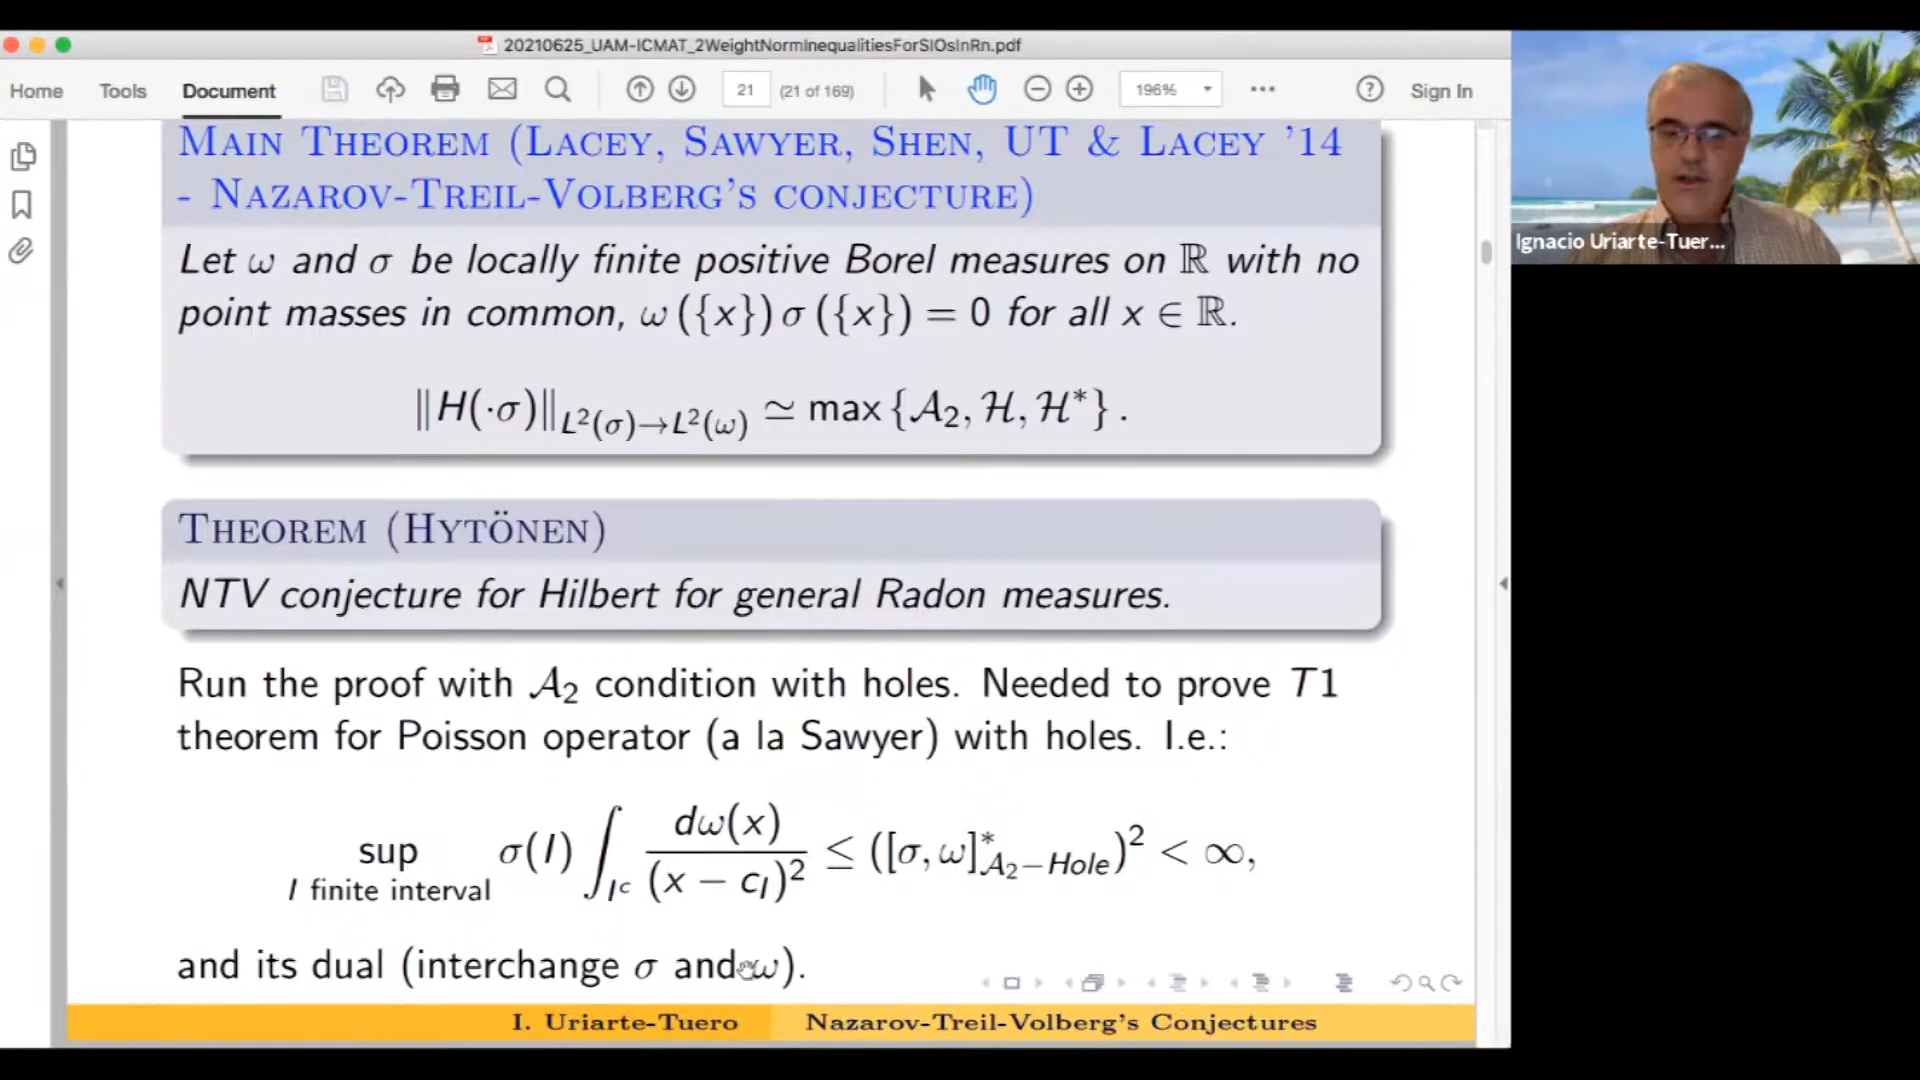 20210625_UAM-ICMAT_2WeightNormInequalitiesForSIOsInRn.pdf
Home Tools Document 21 (21 of 169) 196% Sign In
MAIN THEOREM (LACEY, SAWYER, SHEN, UT & LACEY '14
- NAZAROV-TREIL-VOLBERG'S CONJECTURE)
Let ω and σ be locally finite positive Borel measures on ℝ with no
point masses in common, ω({x})σ({x}) = 0 for all x ∈ ℝ.
‖H(·σ)‖_{L²(σ)→L²(ω)} ≃ max{𝒜₂, ℋ, ℋ*}.
THEOREM (HYTÖNEN)
NTV conjecture for Hilbert for general Radon measures.
Run the proof with 𝒜₂ condition with holes. Needed to prove T1
theorem for Poisson operator (a la Sawyer) with holes. I.e.:
sup_{I finite interval} σ(I) ∫_{I^c} dω(x)/(x − c_I)² ≤ ([σ, ω]*_{𝒜₂−Hole})² < ∞,
and its dual (interchange σ and ω).
I. Uriarte-Tuero Nazarov-Treil-Volberg's Conjectures
Ignacio Uriarte-Tuer...